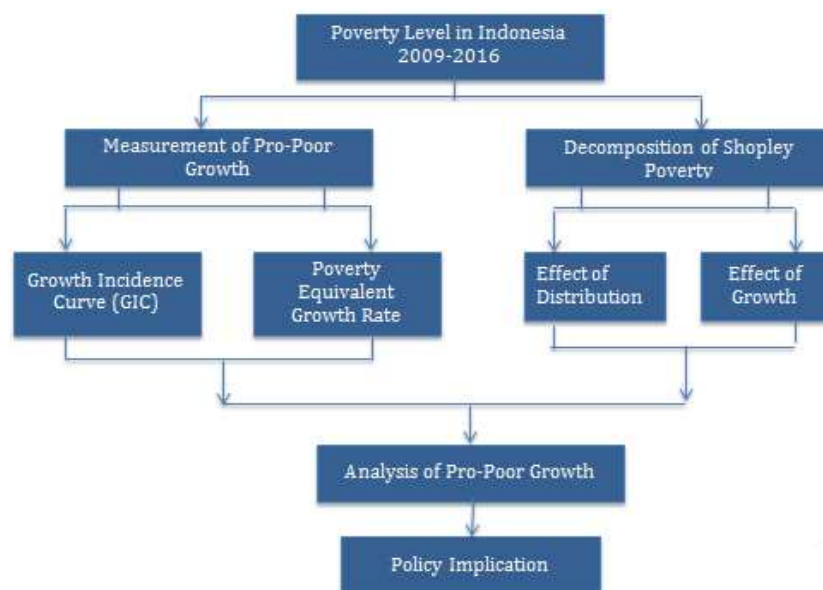 Poverty Level in Indonesia
2009-2016
Measurement of Pro-Poor
Growth
Decomposition of Shopley
Poverty
Growth Incidence
Curve (GIC)
Poverty
Equivalent
Growth Rate
Effect of
Distribution
Effect of
Growth
Analysis of Pro-Poor Growth
Policy Implication